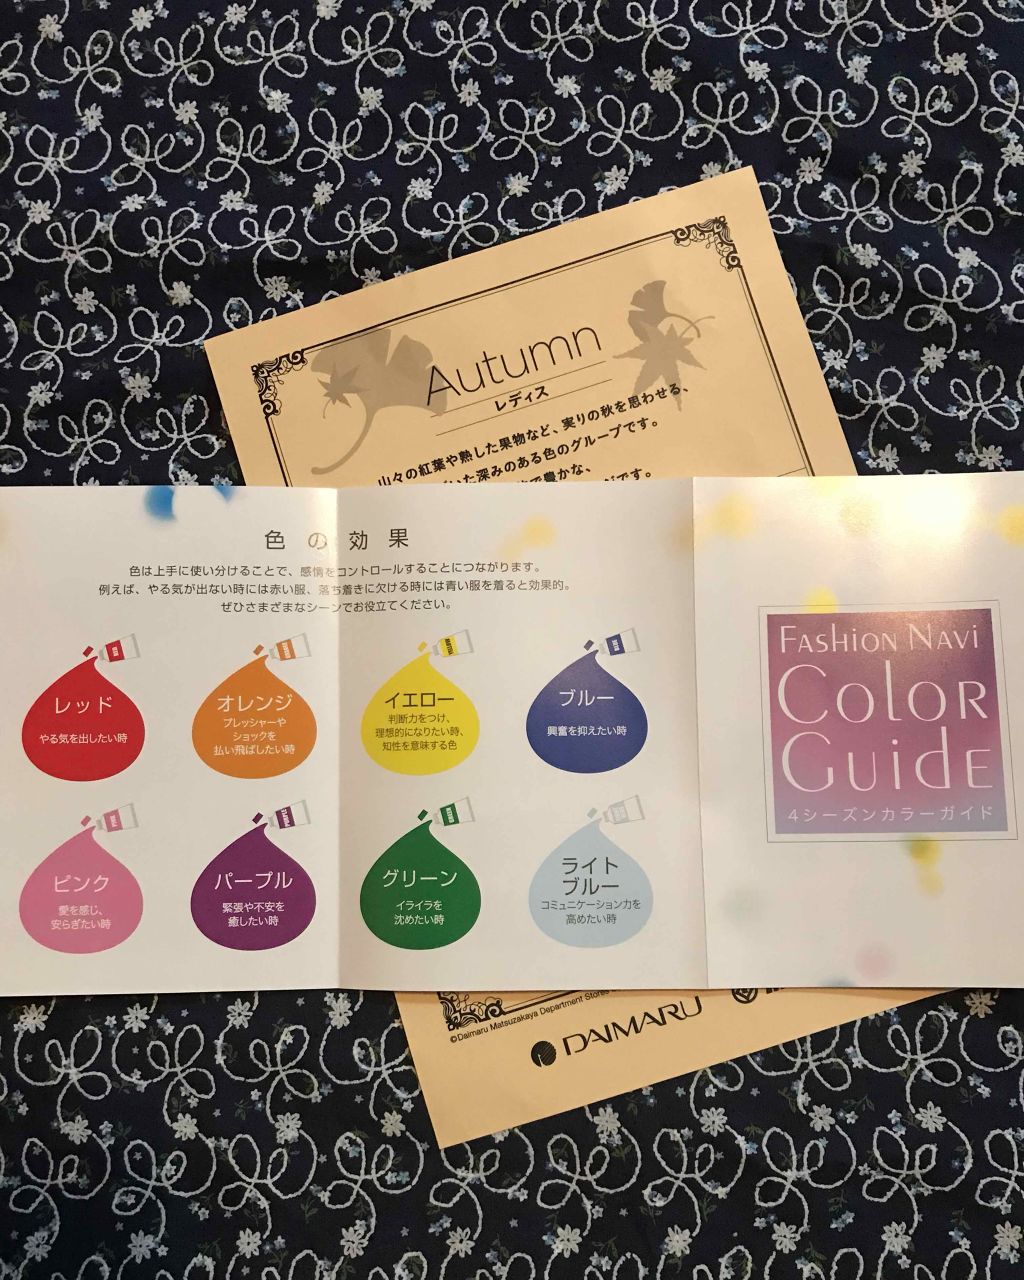 Autumn
レディス
山々の紅葉や熟した果物など、実りの秋を思わせる、
いた深みのある色のグループです。
で豊かな、
です。
色の効果
色は上手に使い分けることで、感情をコントロールすることにつながります。
例えば、やる気が出ない時には赤い服、落ち着きに欠ける時には青い服を着ると効果的。
ぜひさまざまなシーンでお役立てください。
RED
レッド
やる気を出したい時
ORANGE
オレンジ
プレッシャーや
ショックを
払い飛ばしたい時
YELLOW
イエロー
判断力をつけ、
理想的になりたい時、
知性を意味する色
BLUE
ブルー
興奮を抑えたい時
PINK
ピンク
愛を感じ、
安らぎたい時
PURPLE
パープル
緊張や不安を
癒したい時
GREEN
グリーン
イライラを
沈めたい時
ライト
ブルー
コミュニケーション力を
高めたい時
FASHION NAVI
COLOR
GUIDE
4シーズンカラーガイド
©Daimaru Matsuzakaya Department Stores
DAIMARU